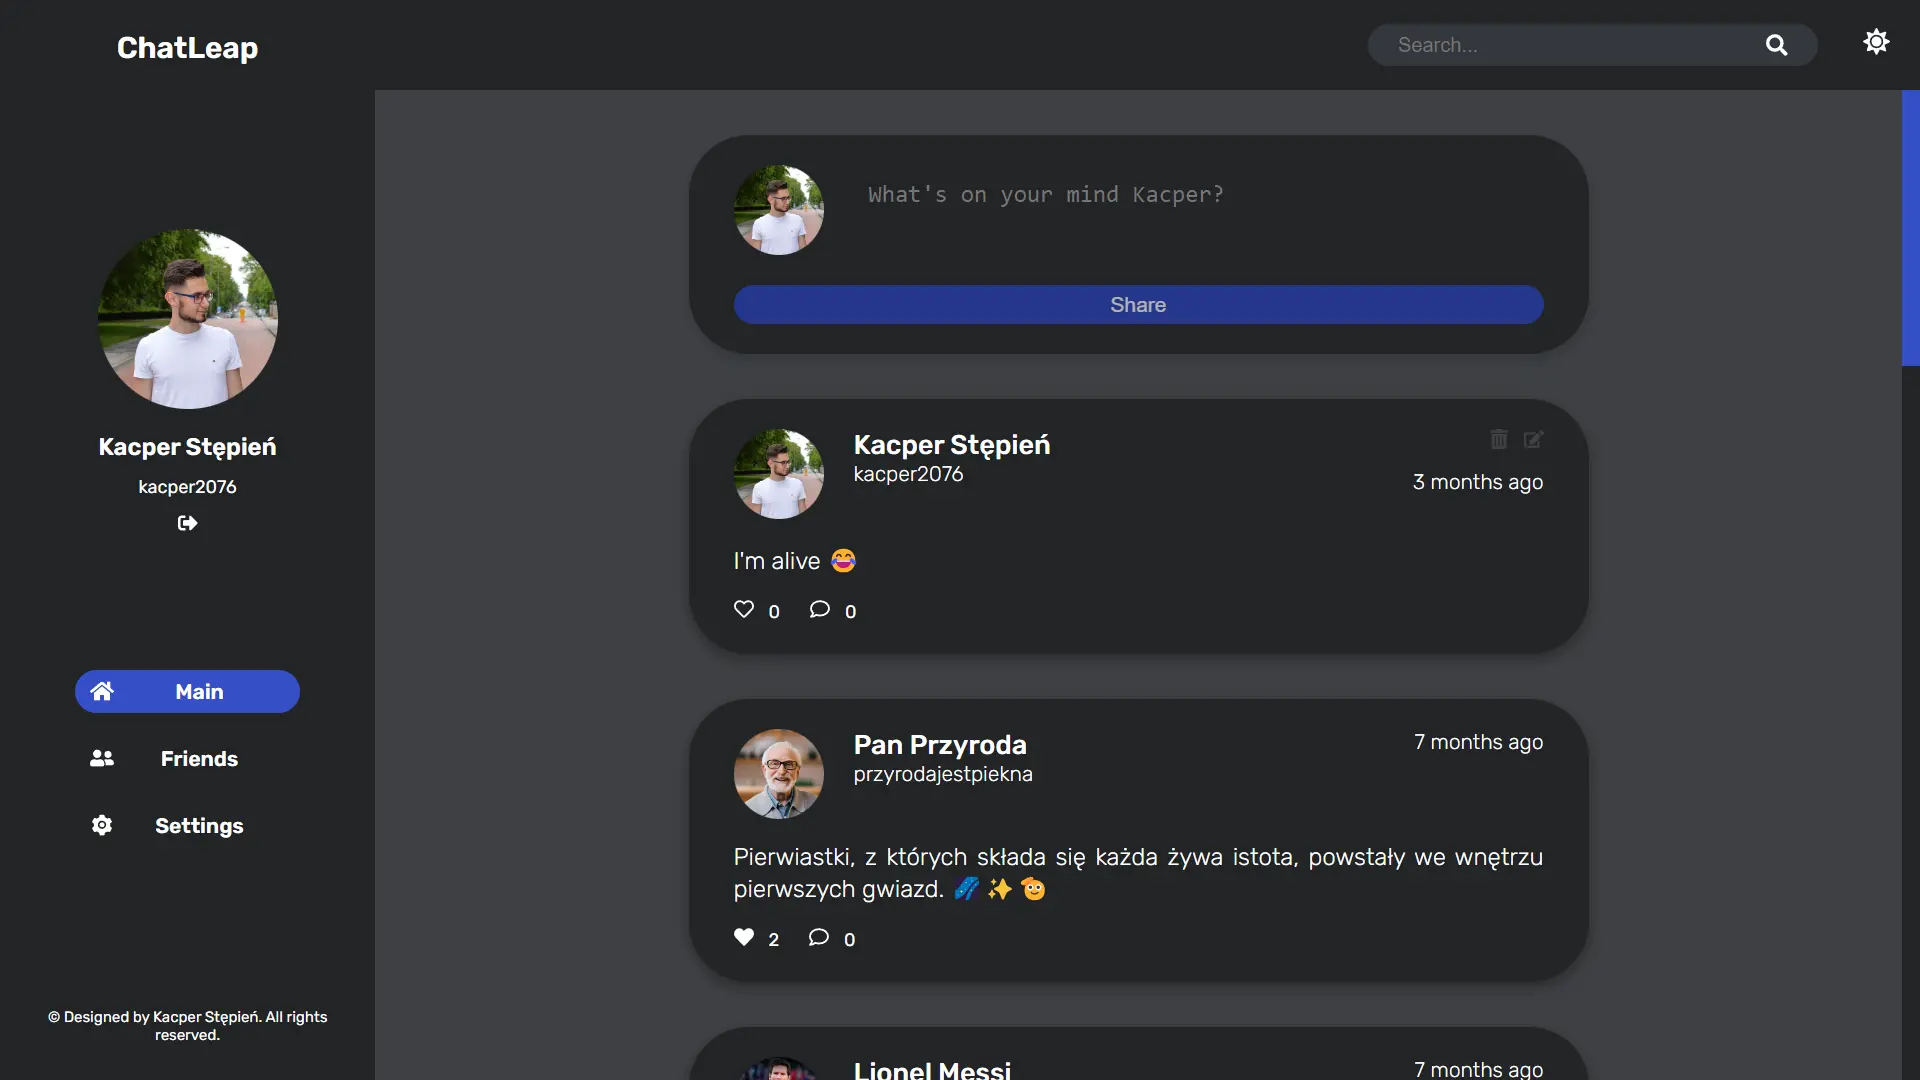 ChatLeap
Search...
Kacper Stępień
kacper2076
Main
Friends
Settings
© Designed by Kacper Stępień. All rights
reserved.
What's on your mind Kacper?
Share
Kacper Stępień
kacper2076
3 months ago
I'm alive 😂
0 0
Pan Przyroda
przyrodajestpiekna
7 months ago
Pierwiastki, z których składa się każda żywa istota, powstały we wnętrzu
pierwszych gwiazd. 🌌 ✨ 🫡
2 0
Lionel Messi
7 months ago